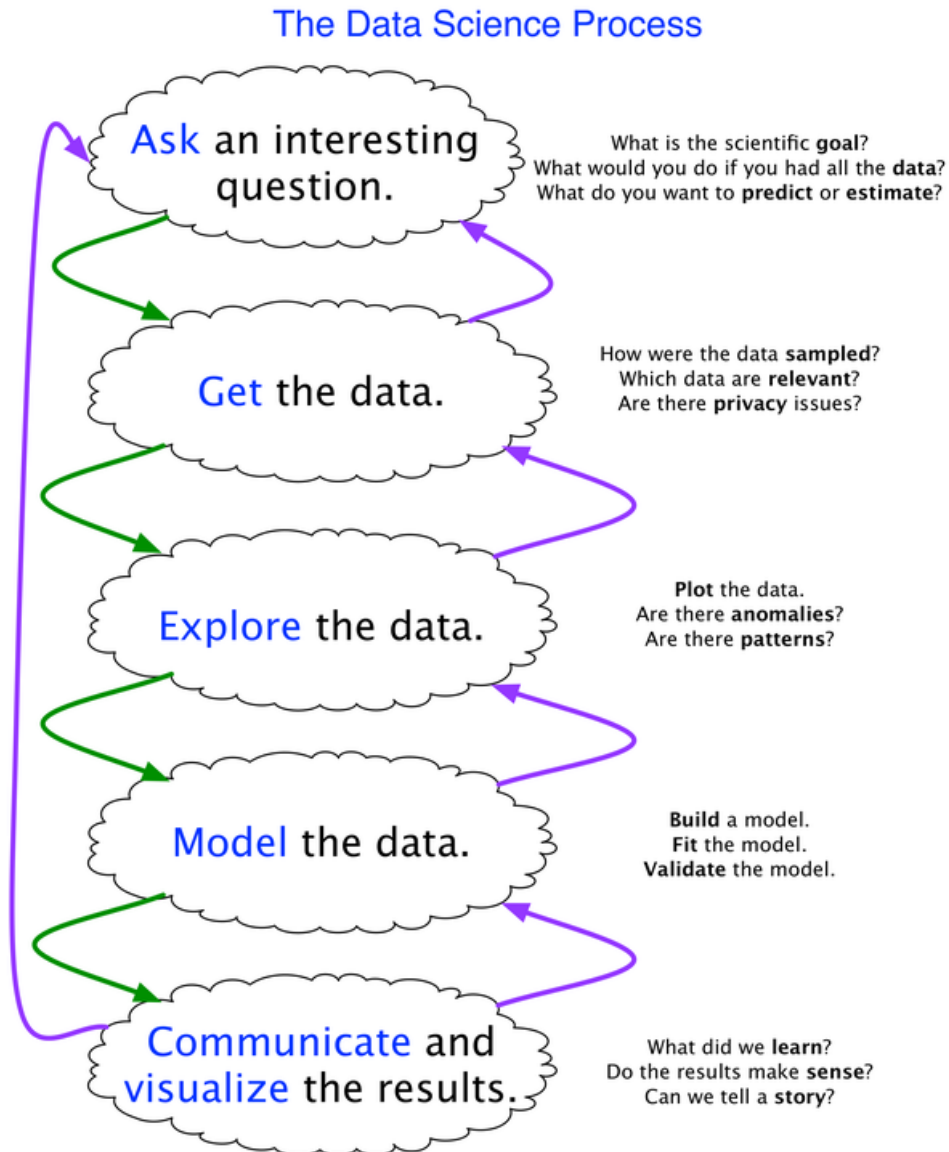 The Data Science Process
Ask an interesting
question.
What is the scientific goal?
What would you do if you had all the data?
What do you want to predict or estimate?
Get the data.
How were the data sampled?
Which data are relevant?
Are there privacy issues?
Explore the data.
Plot the data.
Are there anomalies?
Are there patterns?
Model the data.
Build a model.
Fit the model.
Validate the model.
Communicate and
visualize the results.
What did we learn?
Do the results make sense?
Can we tell a story?